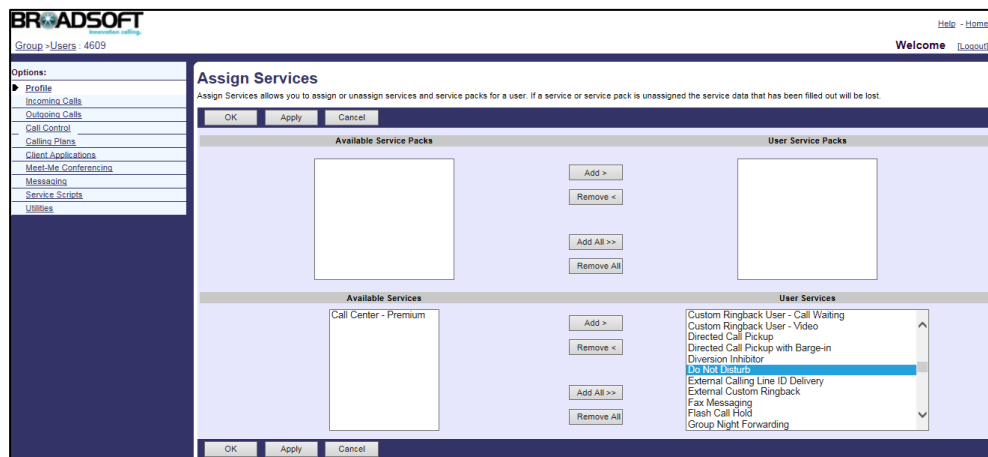 BROADSOFT
innovation calling.
Help - Home
Group >Users : 4609
Welcome [Logout]
Options:
Profile
Incoming Calls
Outgoing Calls
Call Control
Calling Plans
Client Applications
Meet-Me Conferencing
Messaging
Service Scripts
Utilities
Assign Services
Assign Services allows you to assign or unassign services and service packs for a user. If a service or service pack is unassigned the service data that has been filled out will be lost.
OK Apply Cancel
Available Service Packs User Service Packs
Add >
Remove <
Add All >>
Remove All
Available Services User Services
Call Center - Premium
Add >
Remove <
Add All >>
Remove All
Custom Ringback User - Call Waiting
Custom Ringback User - Video
Directed Call Pickup
Directed Call Pickup with Barge-in
Diversion Inhibitor
Do Not Disturb
External Calling Line ID Delivery
External Custom Ringback
Fax Messaging
Flash Call Hold
Group Night Forwarding
OK Apply Cancel